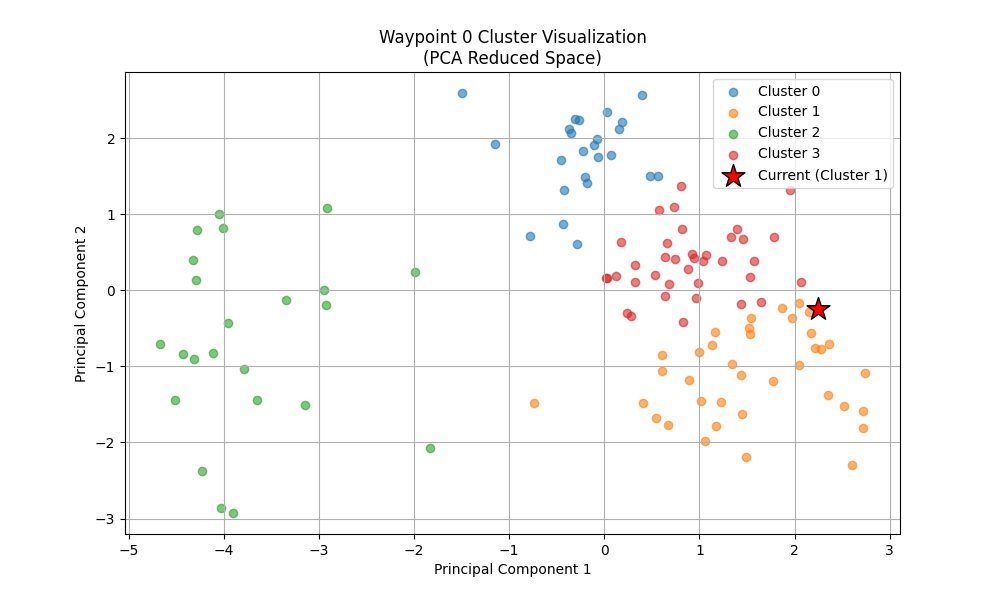 Waypoint 0 Cluster Visualization
(PCA Reduced Space)
Cluster 0
Cluster 1
Cluster 2
Cluster 3
Current (Cluster 1)
Principal Component 2
2
1
0
−1
−2
−3
−5 −4 −3 −2 −1 0 1 2 3
Principal Component 1